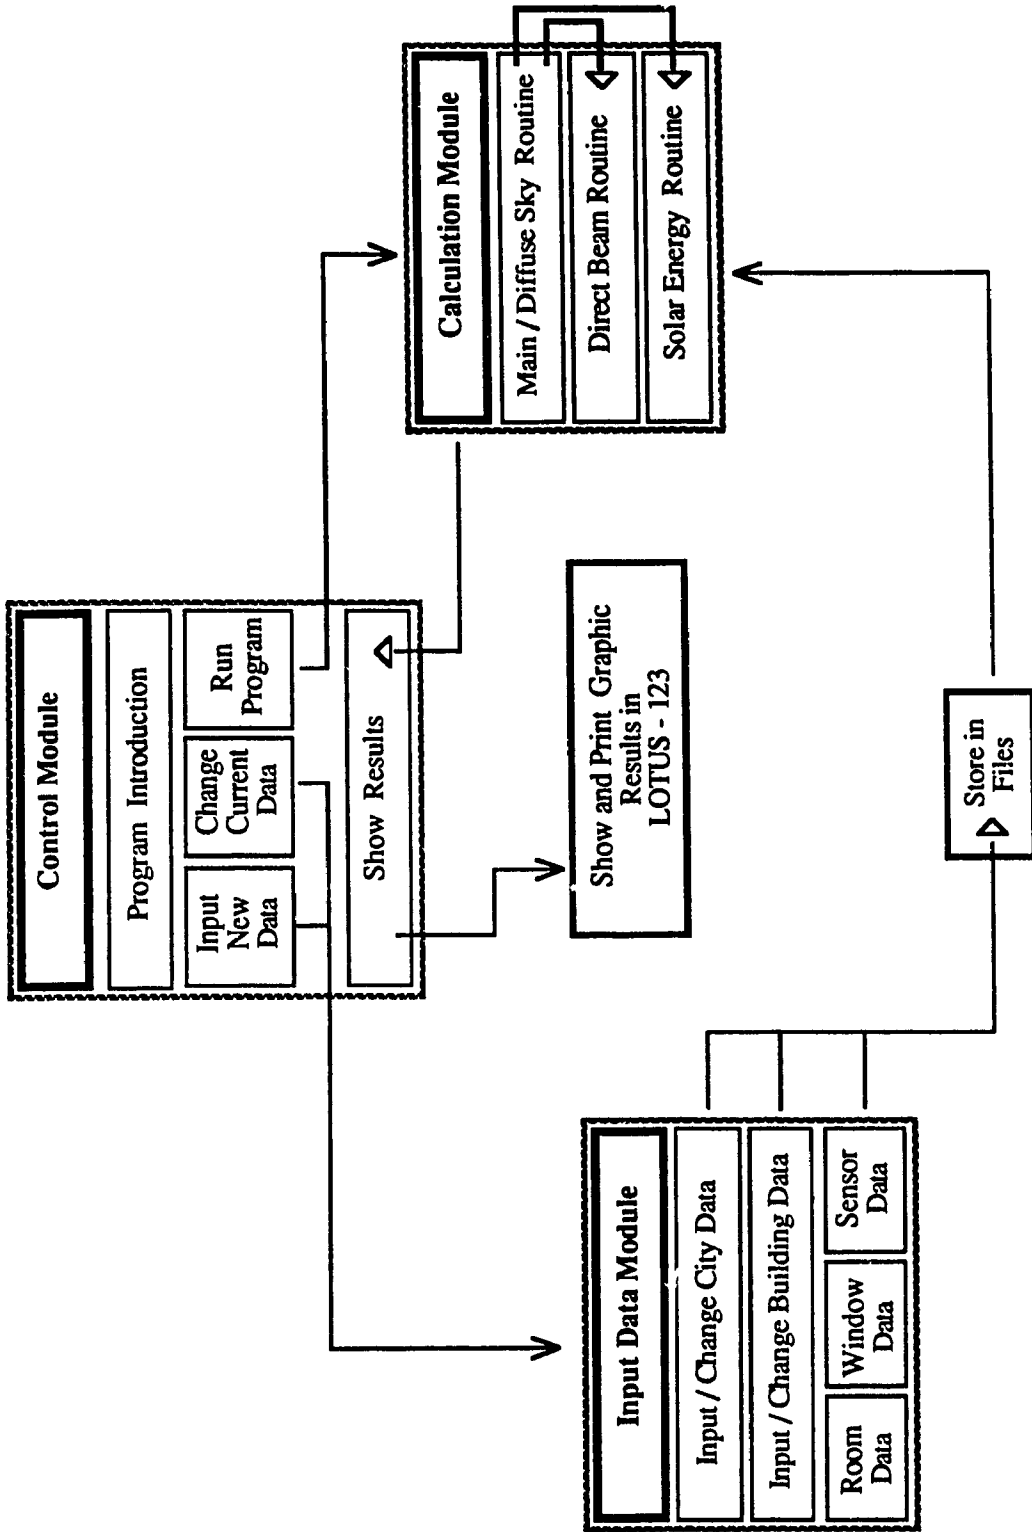 Control Module
Program Introduction
Input
New
Data
Change
Current
Data
Run
Program
Show Results
Input Data Module
Input / Change City Data
Input / Change Building Data
Room
Data
Window
Data
Sensor
Data
Show and Print Graphic
Results in
LOTUS - 123
Calculation Module
Main / Diffuse Sky Routine
Direct Beam Routine
Solar Energy Routine
Store in
Files